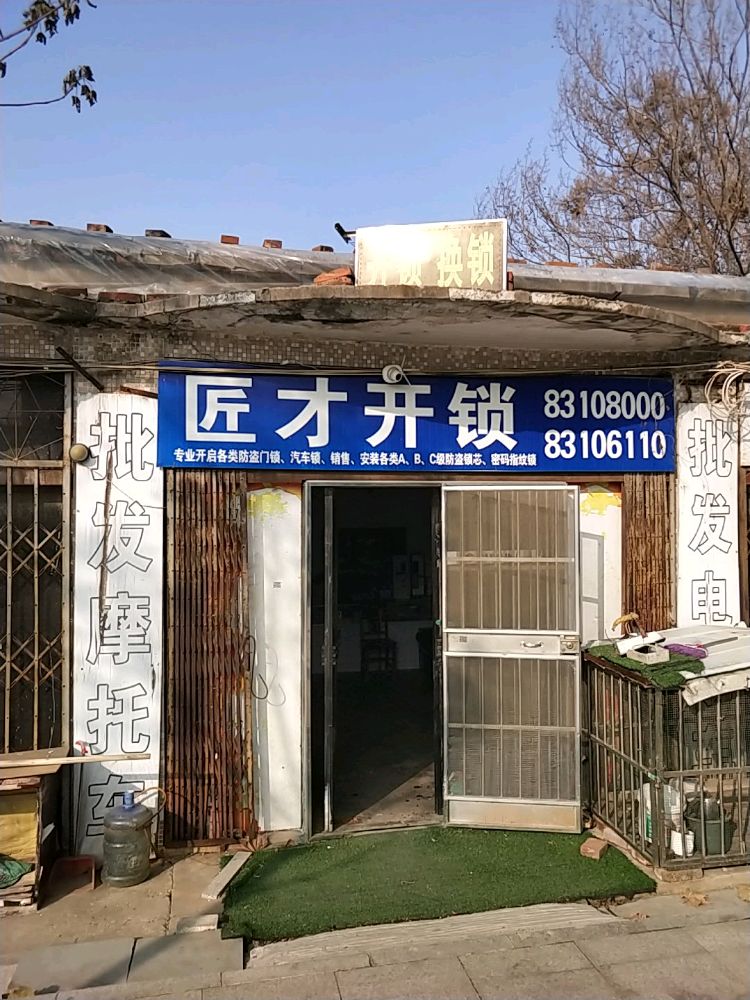 开锁 换锁
匠才开锁
83108000
83106110
专业开启各类防盗门锁、汽车锁、销售、安装各类A、B、C级防盗锁芯、密码指纹锁
批发摩托车
批发电